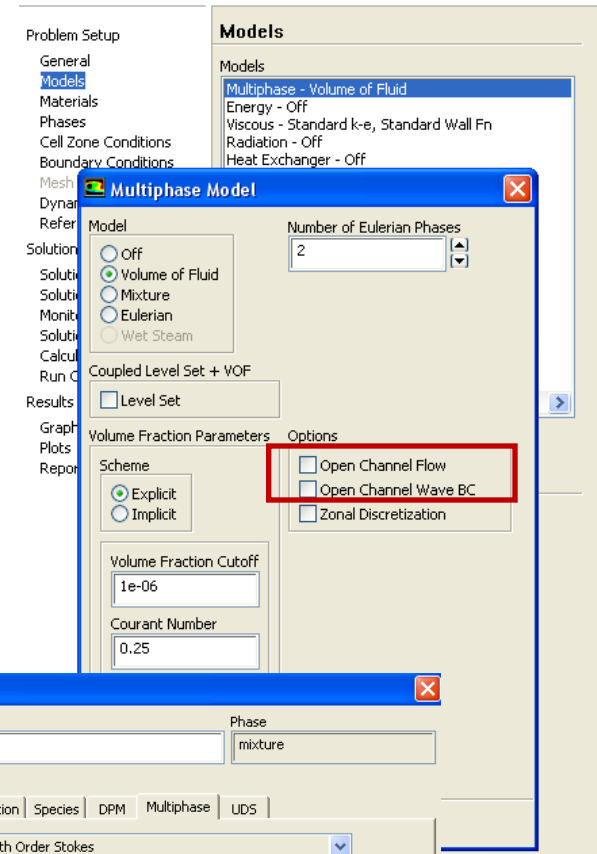 Problem Setup
General
Models
Materials
Phases
Cell Zone Conditions
Boundary Conditions
Mesh
Solution
Run
Results
Plots
Models
Models
Multiphase - Volume of Fluid
Energy - Off
Viscous - Standard k-e, Standard Wall Fn
Radiation - Off
Heat Exchanger - Off
Multiphase Model
Model
Off
Volume of Fluid
Mixture
Eulerian
Wet Steam
Number of Eulerian Phases
2
Coupled Level Set + VOF
Level Set
Volume Fraction Parameters
Scheme
Explicit
Implicit
Volume Fraction Cutoff
1e-06
Courant Number
0.25
Options
Open Channel Flow
Open Channel Wave BC
Zonal Discretization
Phase
mixture
Species DPM Multiphase UDS
Order Stokes